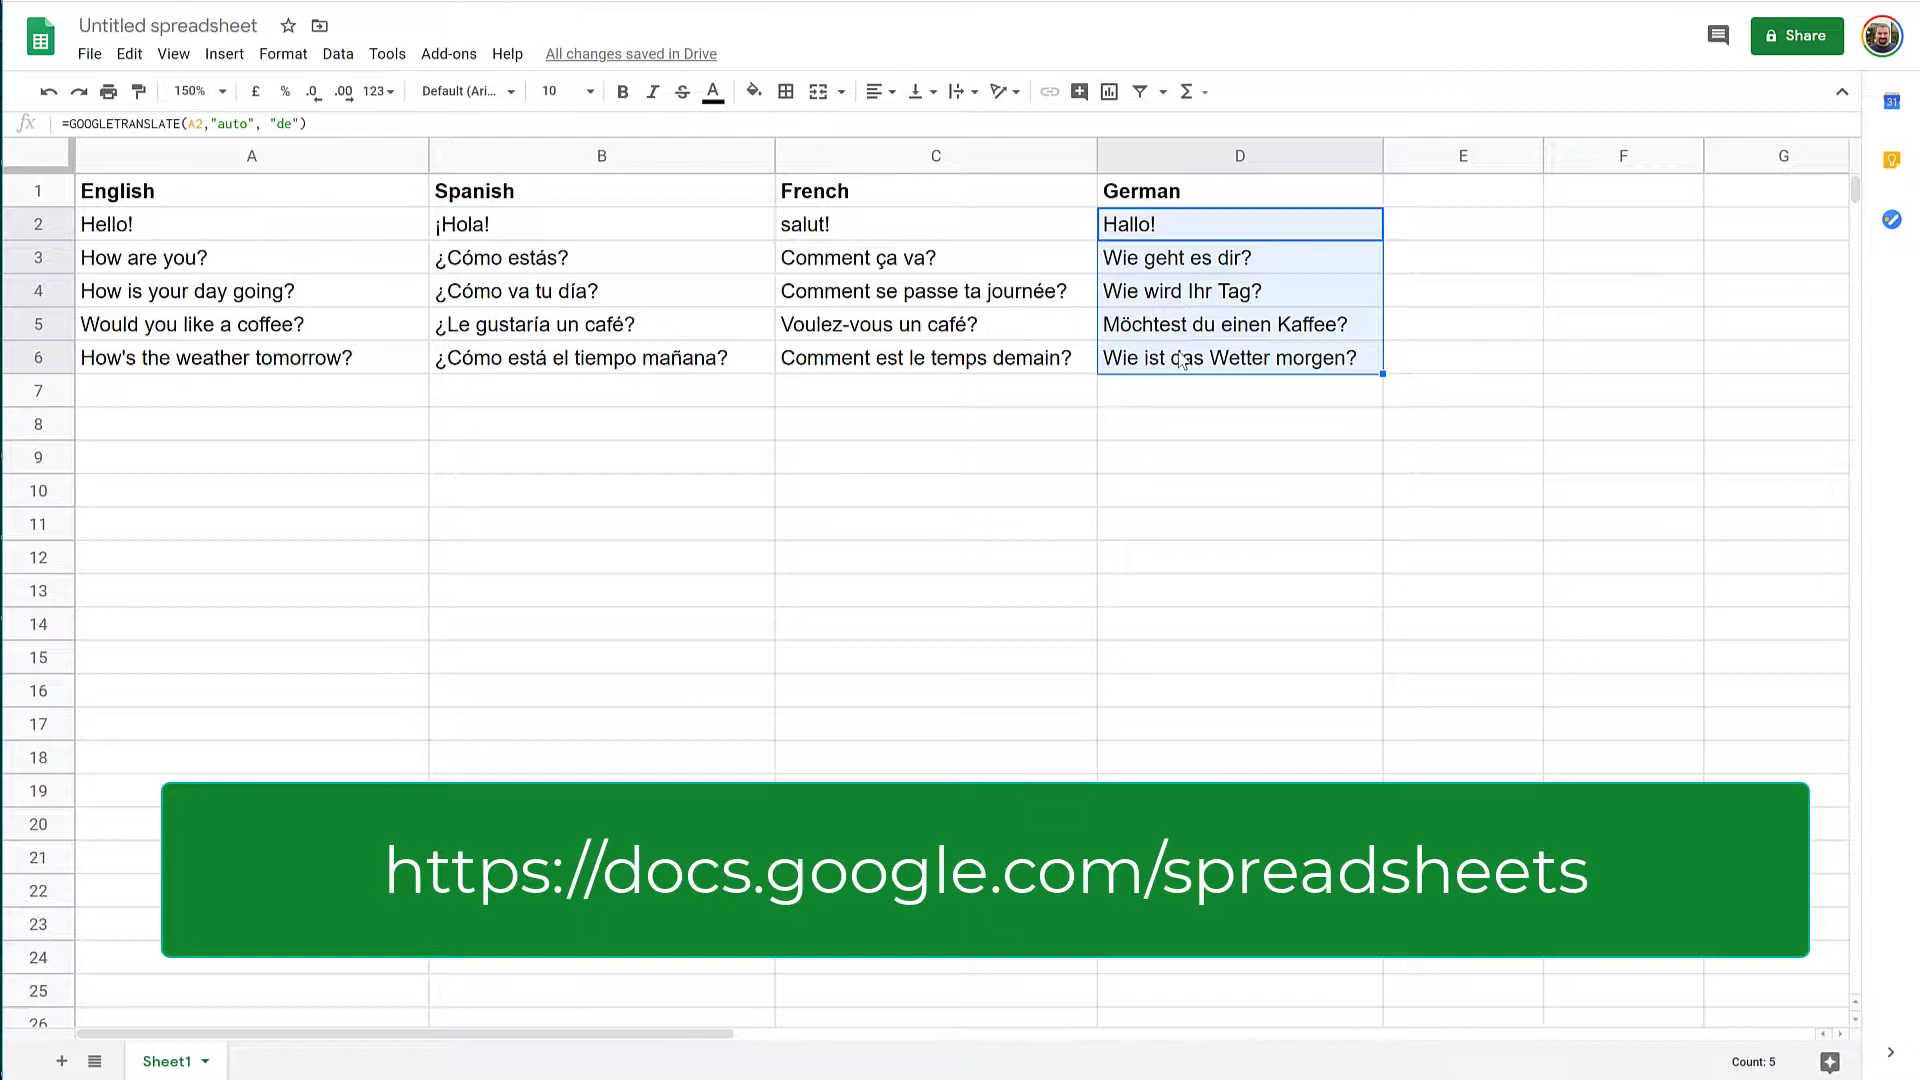 Untitled spreadsheet
File Edit View Insert Format Data Tools Add-ons Help All changes saved in Drive
Share
150% £ % .0 .00 123 Default (Ari... 10 B I S A Σ
31
fx =GOOGLETRANSLATE(A2,"auto", "de")
A B C D E F G
1 English Spanish French German
2 Hello! ¡Hola! salut! Hallo!
3 How are you? ¿Cómo estás? Comment ça va? Wie geht es dir?
4 How is your day going? ¿Cómo va tu día? Comment se passe ta journée? Wie wird Ihr Tag?
5 Would you like a coffee? ¿Le gustaría un café? Voulez-vous un café? Möchtest du einen Kaffee?
6 How's the weather tomorrow? ¿Cómo está el tiempo mañana? Comment est le temps demain? Wie ist das Wetter morgen?
7
8
9
10
11
12
13
14
15
16
17
18
19
20
21
https://docs.google.com/spreadsheets
22
23
24
25
26
Sheet1
Count: 5